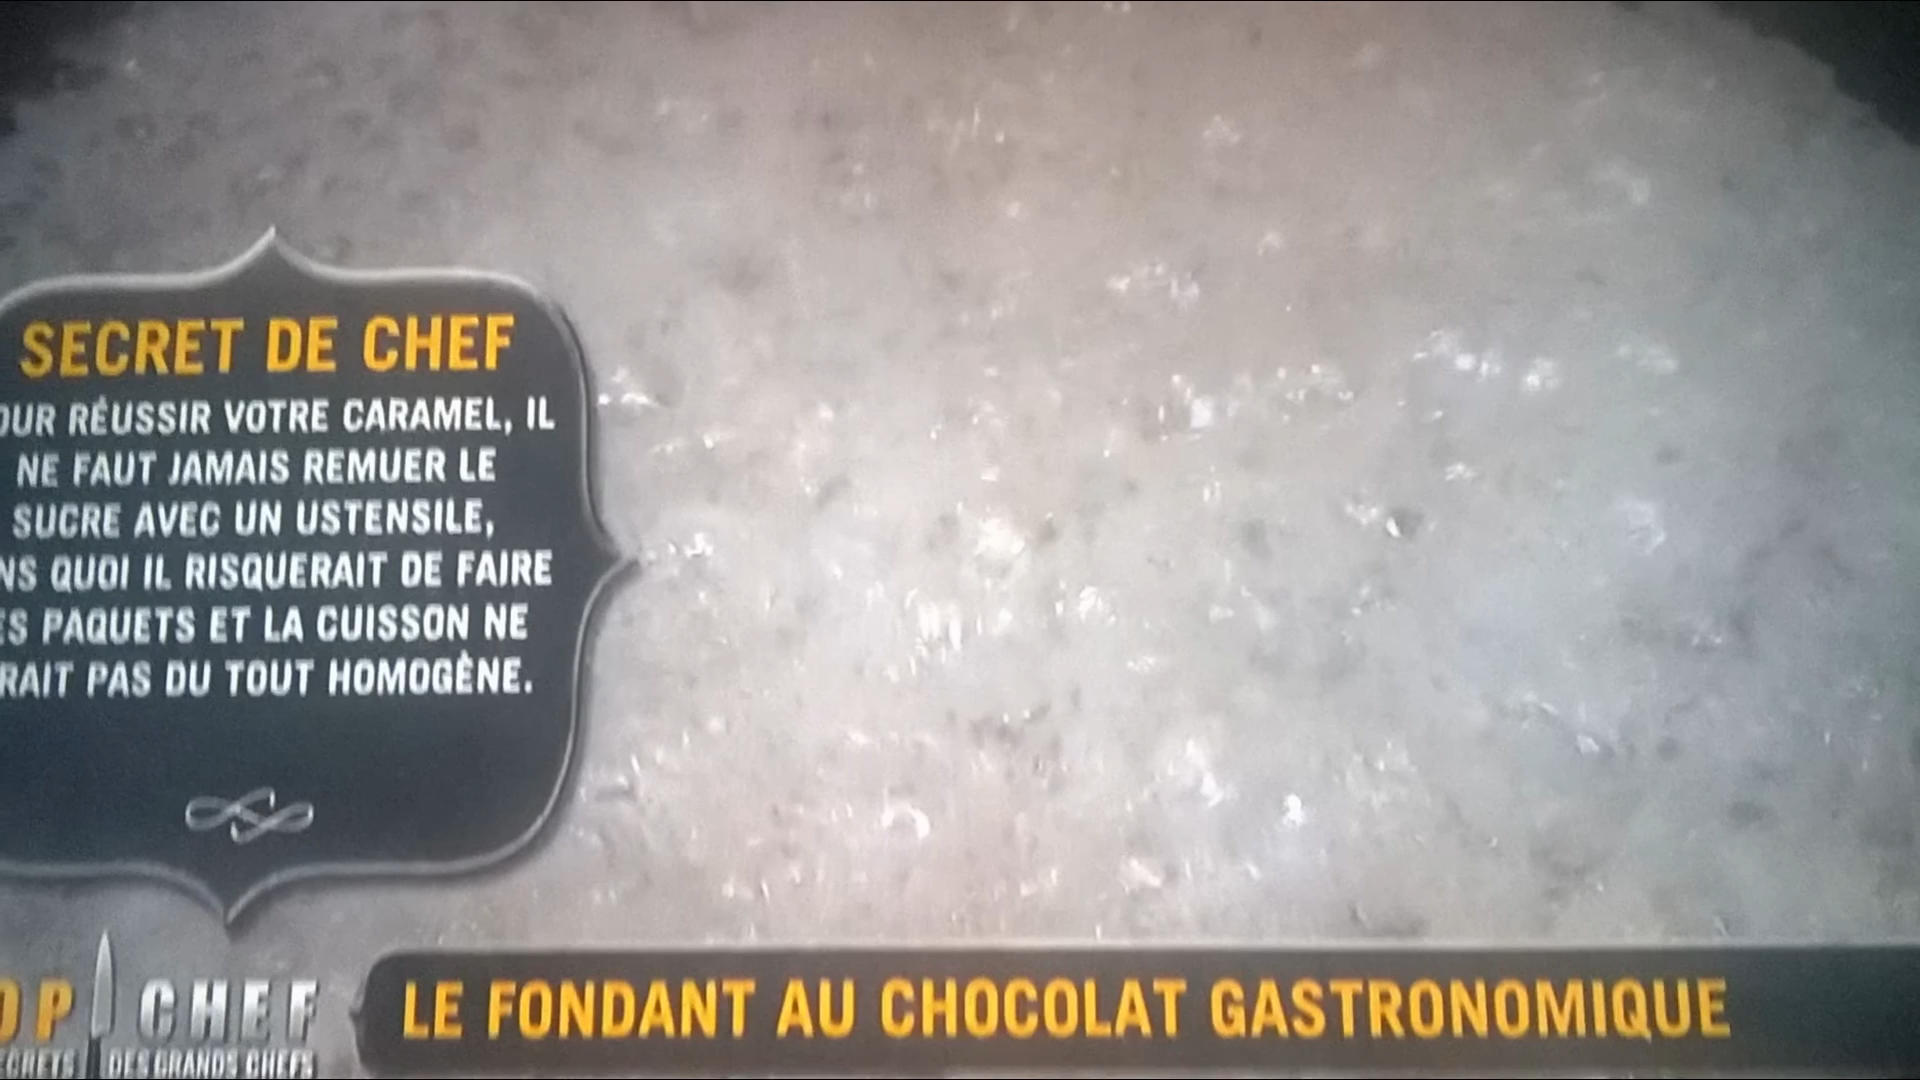 SECRET DE CHEF
OUR RÉUSSIR VOTRE CARAMEL, IL
NE FAUT JAMAIS REMUER LE
SUCRE AVEC UN USTENSILE,
NS QUOI IL RISQUERAIT DE FAIRE
ES PAQUETS ET LA CUISSON NE
RAIT PAS DU TOUT HOMOGÈNE.
OP CHEF
ECRETS DES GRANDS CHEFS
LE FONDANT AU CHOCOLAT GASTRONOMIQUE